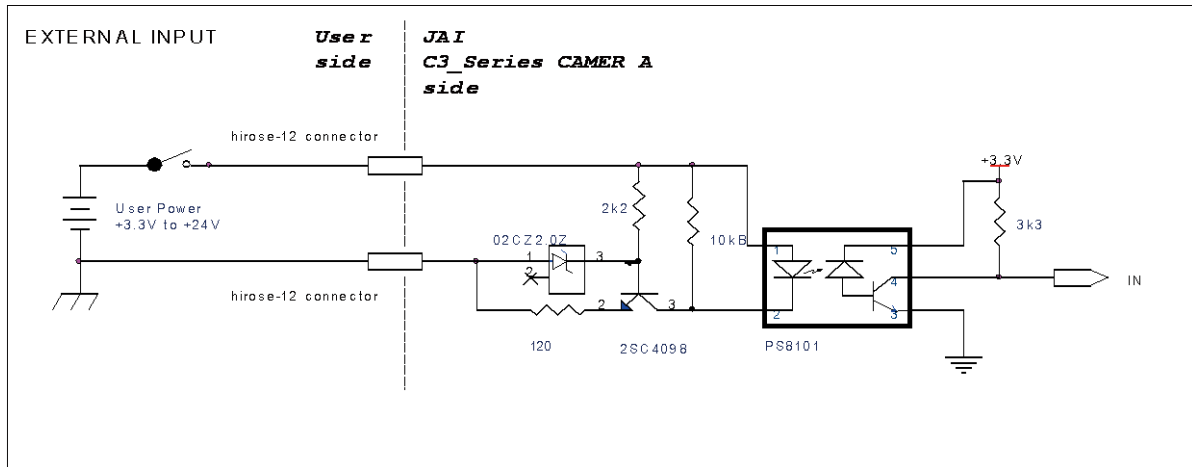 EXTERNAL INPUT
User side
JAI
C3_Series CAMER A
side
hirose-12 connector
+3.3V
User Power
+3.3V to +24V
2k2
10kB
3k3
02CZ2.0Z
1
3
2
1
5
4
IN
hirose-12 connector
2
3
2
3
120
2SC4098
PS8101